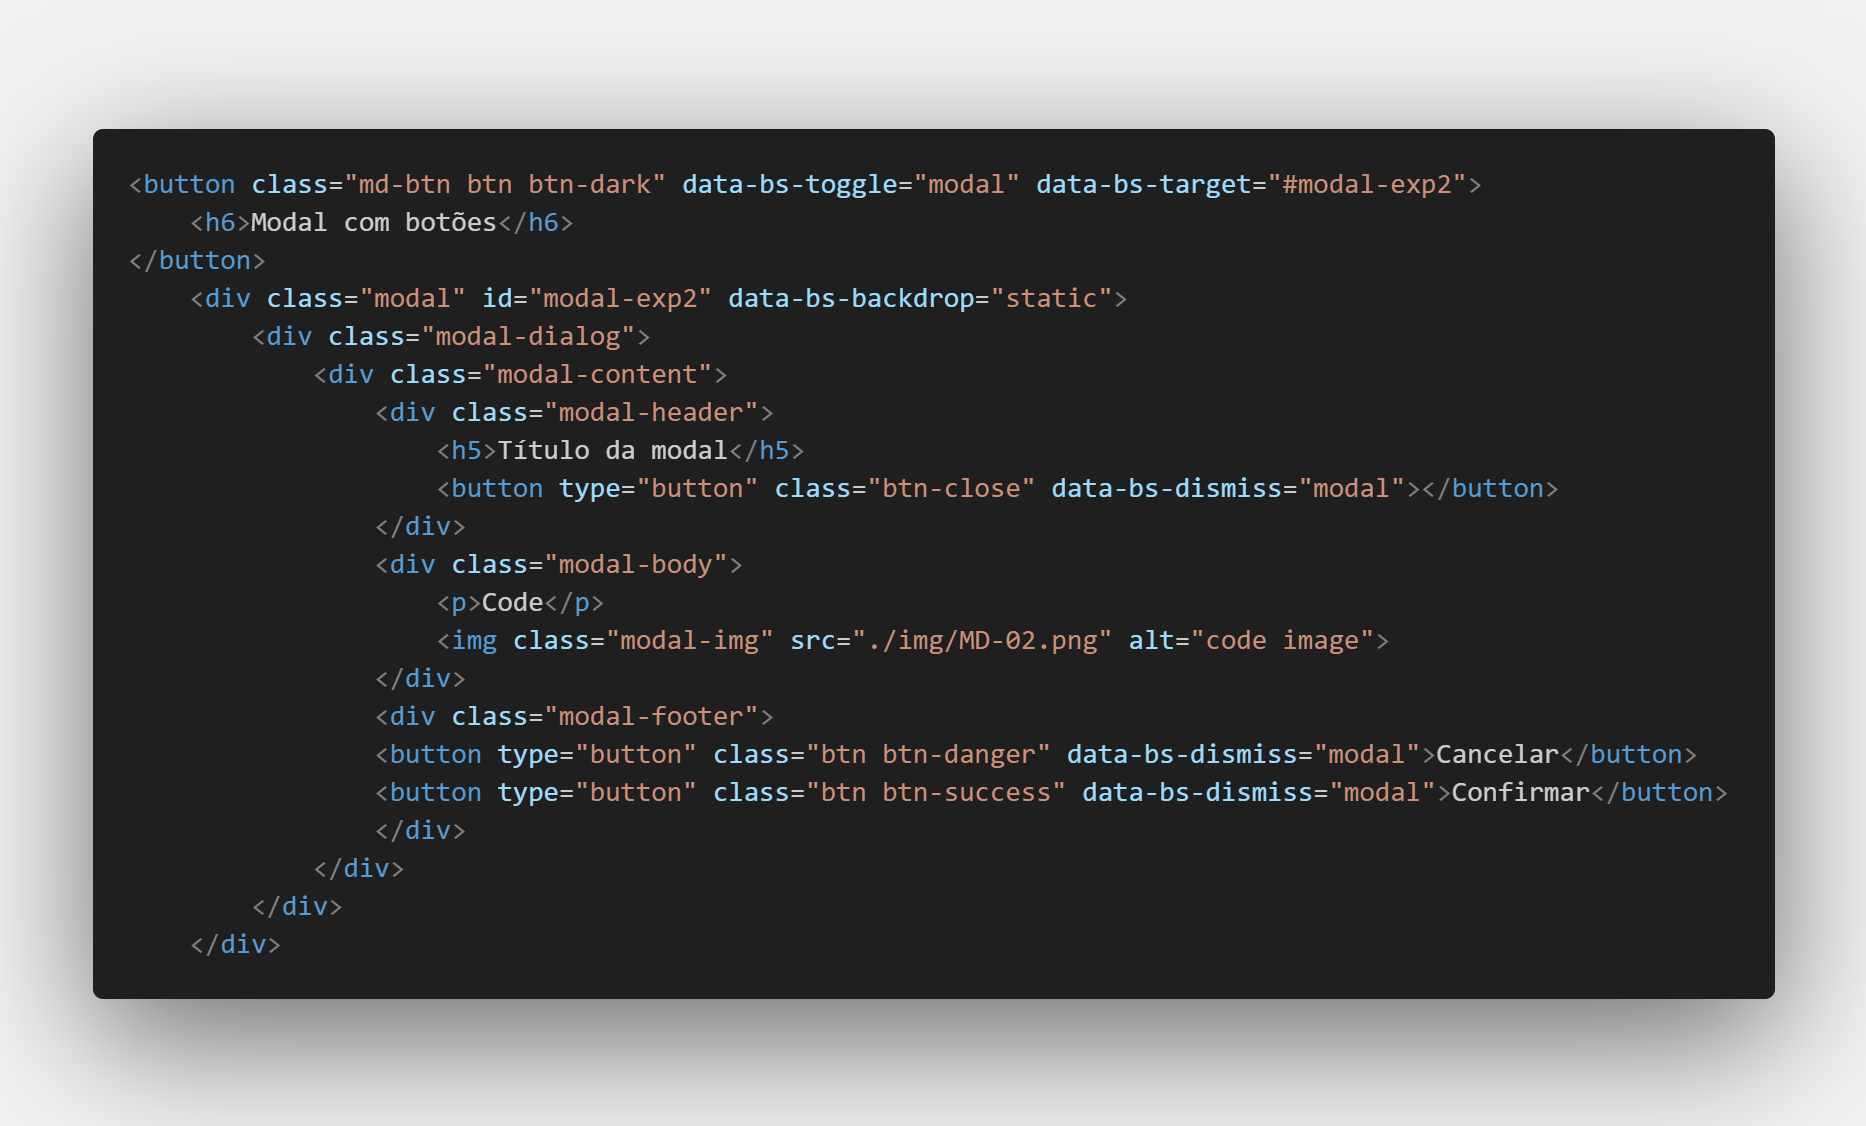 <button class="md-btn btn btn-dark" data-bs-toggle="modal" data-bs-target="#modal-exp2">
    <h6>Modal com botões</h6>
</button>
    <div class="modal" id="modal-exp2" data-bs-backdrop="static">
        <div class="modal-dialog">
            <div class="modal-content">
                <div class="modal-header">
                    <h5>Título da modal</h5>
                    <button type="button" class="btn-close" data-bs-dismiss="modal"></button>
                </div>
                <div class="modal-body">
                    <p>Code</p>
                    <img class="modal-img" src="./img/MD-02.png" alt="code image">
                </div>
                <div class="modal-footer">
                <button type="button" class="btn btn-danger" data-bs-dismiss="modal">Cancelar</button>
                <button type="button" class="btn btn-success" data-bs-dismiss="modal">Confirmar</button>
                </div>
            </div>
        </div>
    </div>